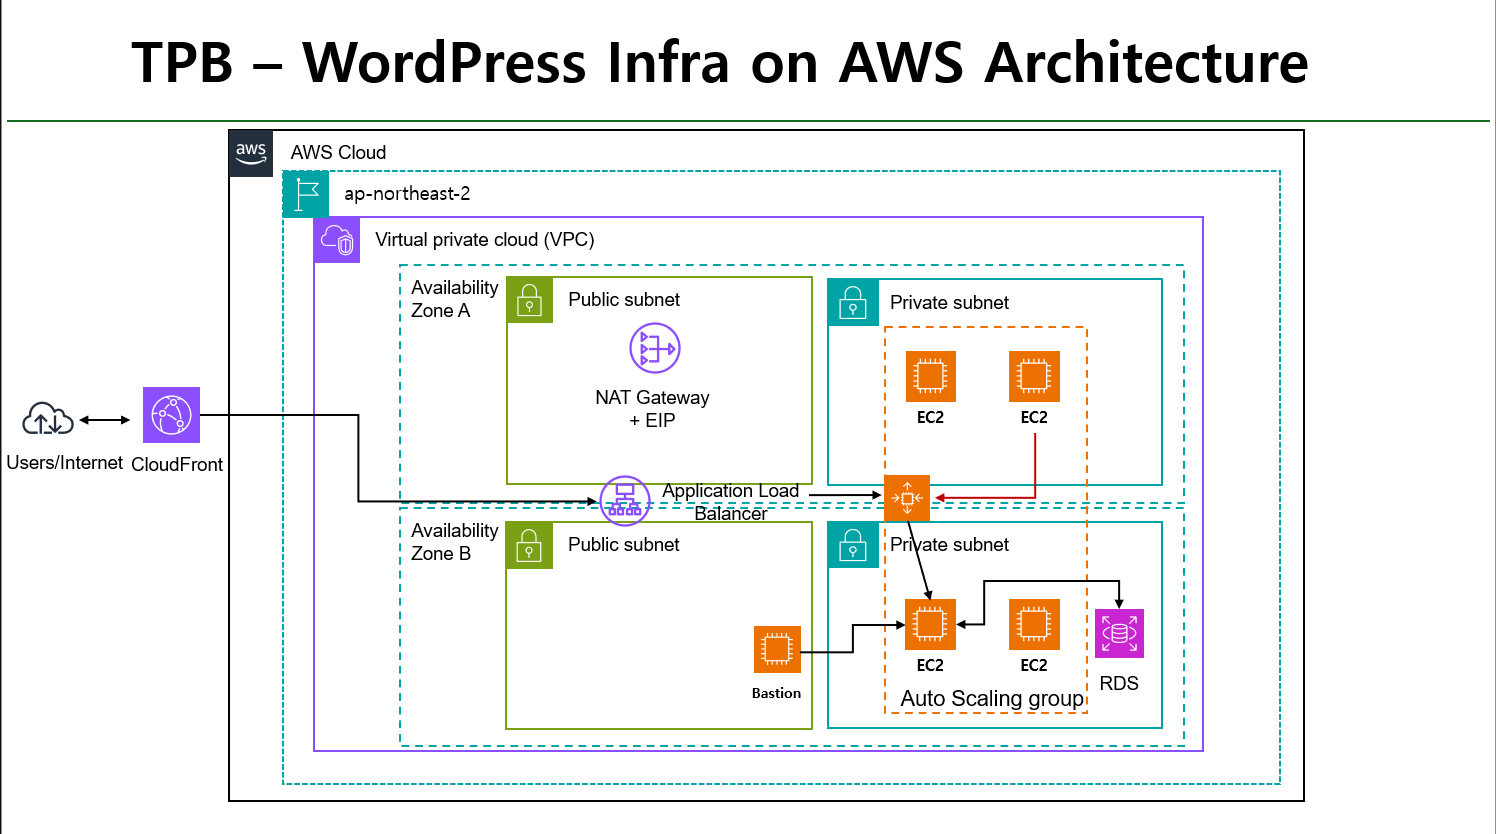 TPB – WordPress Infra on AWS Architecture
aws
AWS Cloud
ap-northeast-2
Virtual private cloud (VPC)
Availability
Zone A
Public subnet
NAT Gateway
+ EIP
Private subnet
EC2
EC2
Users/Internet
CloudFront
Application Load
Balancer
Availability
Zone B
Public subnet
Bastion
Private subnet
EC2
EC2
RDS
Auto Scaling group